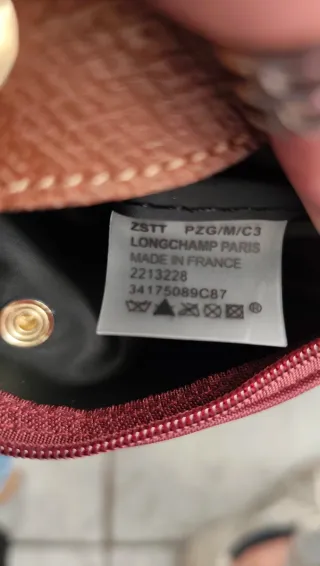 ZSTT PZG/M/C3
LONGCHAMP PARIS
MADE IN FRANCE
2213228
34175089C87
®